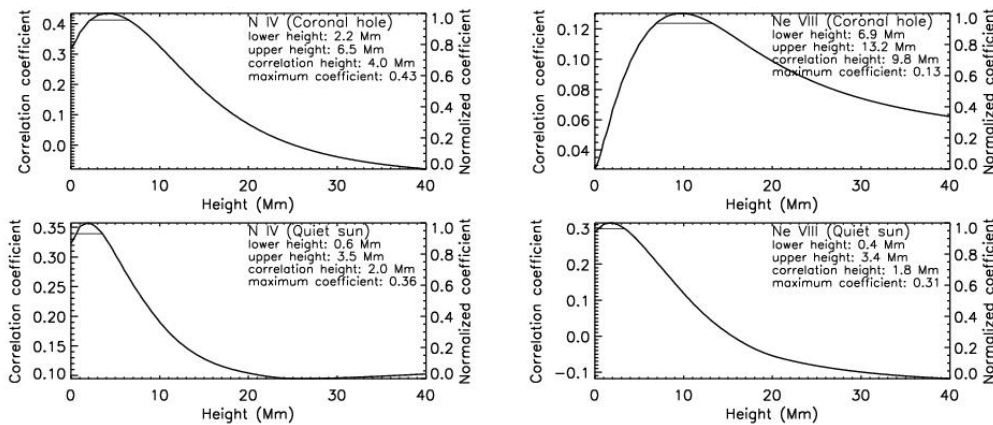 N IV (Coronal hole)
lower height: 2.2 Mm
upper height: 6.5 Mm
correlation height: 4.0 Mm
maximum coefficient: 0.43
Correlation coefficient
0.4
0.3
0.2
0.1
0.0
Normalized coefficient
1.0
0.8
0.6
0.4
0.2
0.0
0 10 20 30 40
Height (Mm)
Ne VIII (Coronal hole)
lower height: 6.9 Mm
upper height: 13.2 Mm
correlation height: 9.8 Mm
maximum coefficient: 0.13
Correlation coefficient
0.12
0.10
0.08
0.06
0.04
Normalized coefficient
1.0
0.8
0.6
0.4
0.2
0.0
0 10 20 30 40
Height (Mm)
N IV (Quiet sun)
lower height: 0.6 Mm
upper height: 3.5 Mm
correlation height: 2.0 Mm
maximum coefficient: 0.36
Correlation coefficient
0.35
0.30
0.25
0.20
0.15
0.10
Normalized coefficient
1.0
0.8
0.6
0.4
0.2
0.0
0 10 20 30 40
Height (Mm)
Ne VIII (Quiet sun)
lower height: 0.4 Mm
upper height: 3.4 Mm
correlation height: 1.8 Mm
maximum coefficient: 0.31
Correlation coefficient
0.3
0.2
0.1
0.0
-0.1
Normalized coefficient
1.0
0.8
0.6
0.4
0.2
0.0
0 10 20 30 40
Height (Mm)